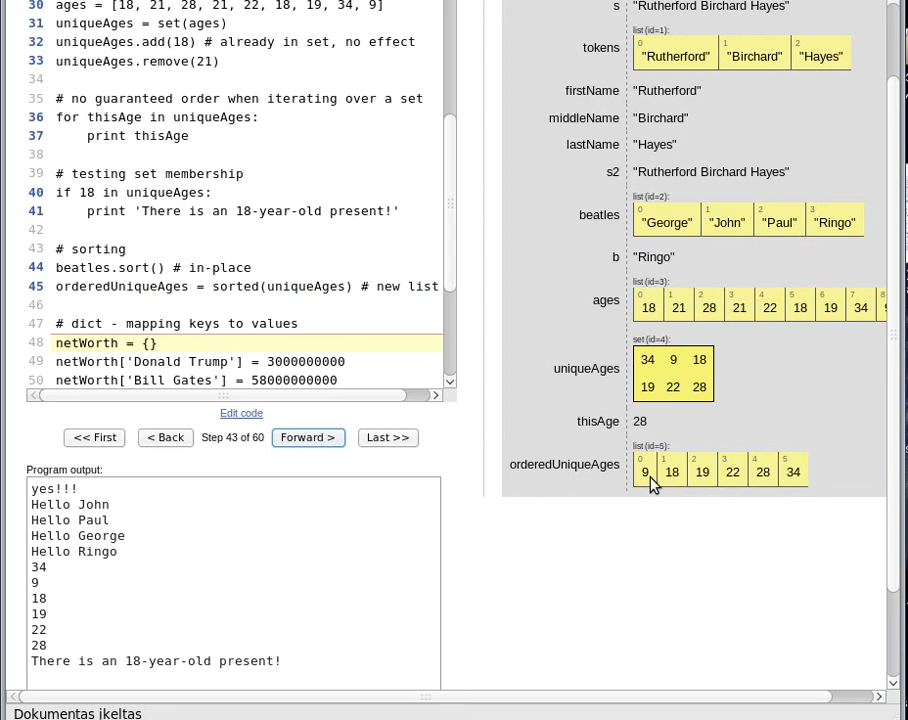 30 ages = [18, 21, 28, 21, 22, 18, 19, 34, 9]
31 uniqueAges = set(ages)
32 uniqueAges.add(18) # already in set, no effect
33 uniqueAges.remove(21)
34
35 # no guaranteed order when iterating over a set
36 for thisAge in uniqueAges:
37 print thisAge
38
39 # testing set membership
40 if 18 in uniqueAges:
41 print 'There is an 18-year-old present!'
42
43 # sorting
44 beatles.sort() # in-place
45 orderedUniqueAges = sorted(uniqueAges) # new list
46
47 # dict - mapping keys to values
48 netWorth = {}
49 netWorth['Donald Trump'] = 3000000000
50 netWorth['Bill Gates'] = 58000000000
Edit code
<< First < Back Step 43 of 60 Forward > Last >>
Program output:
yes!!!
Hello John
Hello Paul
Hello George
Hello Ringo
34
9
18
19
22
28
There is an 18-year-old present!
s "Rutherford Birchard Hayes"
list (id=1):
0 1 2
tokens "Rutherford" "Birchard" "Hayes"
firstName "Rutherford"
middleName "Birchard"
lastName "Hayes"
s2 "Rutherford Birchard Hayes"
list (id=2):
0 1 2 3
beatles "George" "John" "Paul" "Ringo"
b "Ringo"
list (id=3):
0 1 2 3 4 5 6 7 8
ages 18 21 28 21 22 18 19 34
set (id=4):
34 9 18
uniqueAges
19 22 28
thisAge 28
list (id=5):
0 1 2 3 4 5
orderedUniqueAges 9 18 19 22 28 34
Dokumentas įkeltas